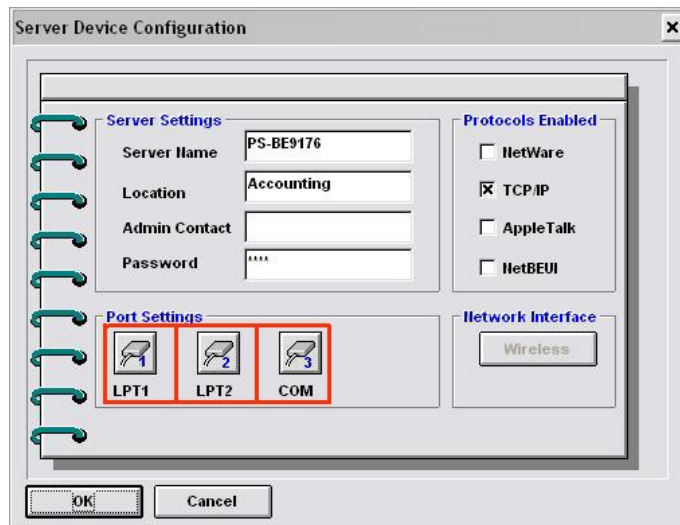 Server Device Configuration
Server Settings
Server Name PS-BE9176
Location Accounting
Admin Contact
Password ****
Protocols Enabled
NetWare
TCP/IP
AppleTalk
NetBEUI
Port Settings
1 2 3
LPT1 LPT2 COM
Network Interface
Wireless
OK Cancel